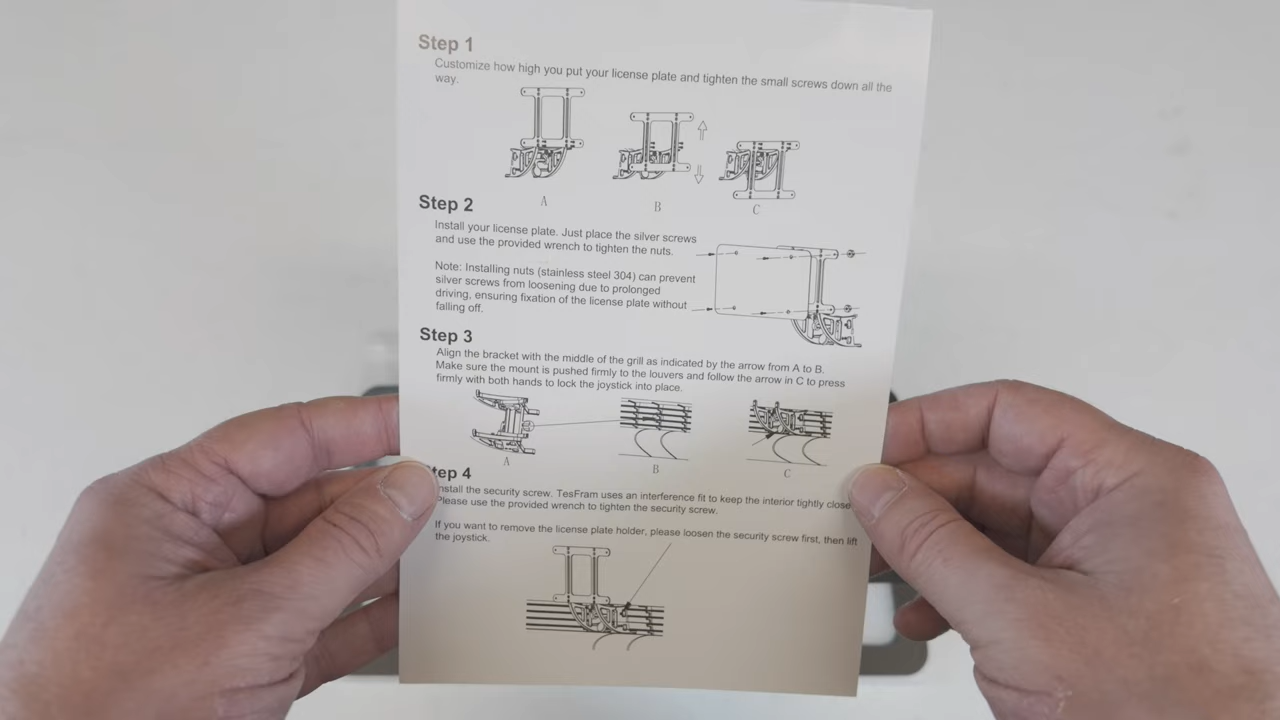 Step 1
Customize how high you put your license plate and tighten the small screws down all the
way.
A
B
C
Step 2
Install your license plate. Just place the silver screws
and use the provided wrench to tighten the nuts.
Note: Installing nuts (stainless steel 304) can prevent
silver screws from loosening due to prolonged
driving, ensuring fixation of the license plate without
falling off.
Step 3
Align the bracket with the middle of the grill as indicated by the arrow from A to B.
Make sure the mount is pushed firmly to the louvers and follow the arrow in C to press
firmly with both hands to lock the joystick into place.
A
B
C
tep 4
nstall the security screw. TesFram uses an interference fit to keep the interior tightly close
Please use the provided wrench to tighten the security screw.
If you want to remove the license plate holder, please loosen the security screw first, then lift
the joystick.